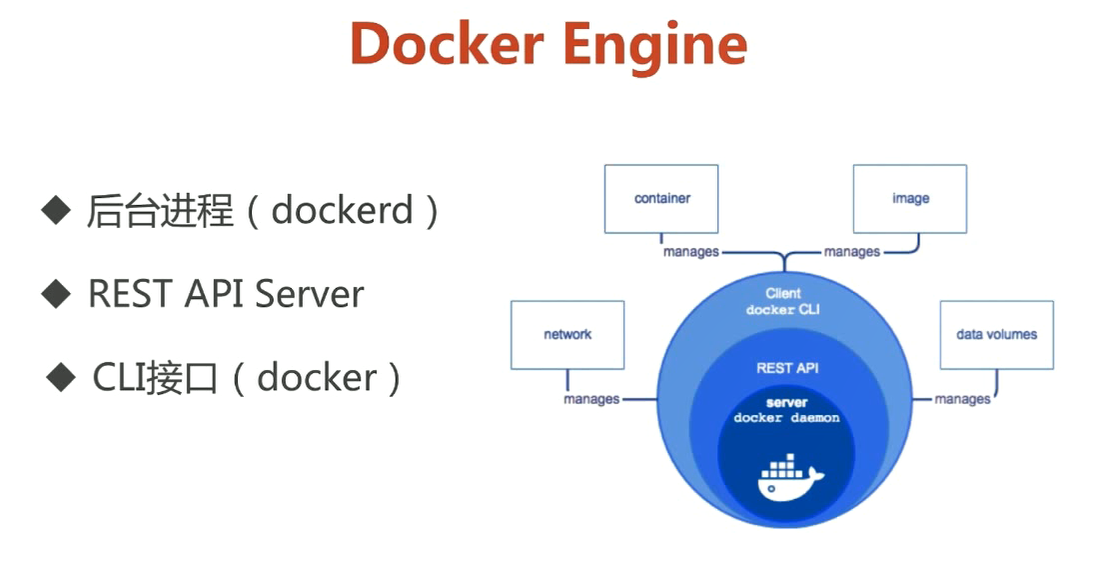 Docker Engine
◆ 后台进程（dockerd）
◆ REST API Server
◆ CLI接口（docker）
container
image
manages
manages
Client
docker CLI
network
data volumes
REST API
manages
manages
server
docker daemon